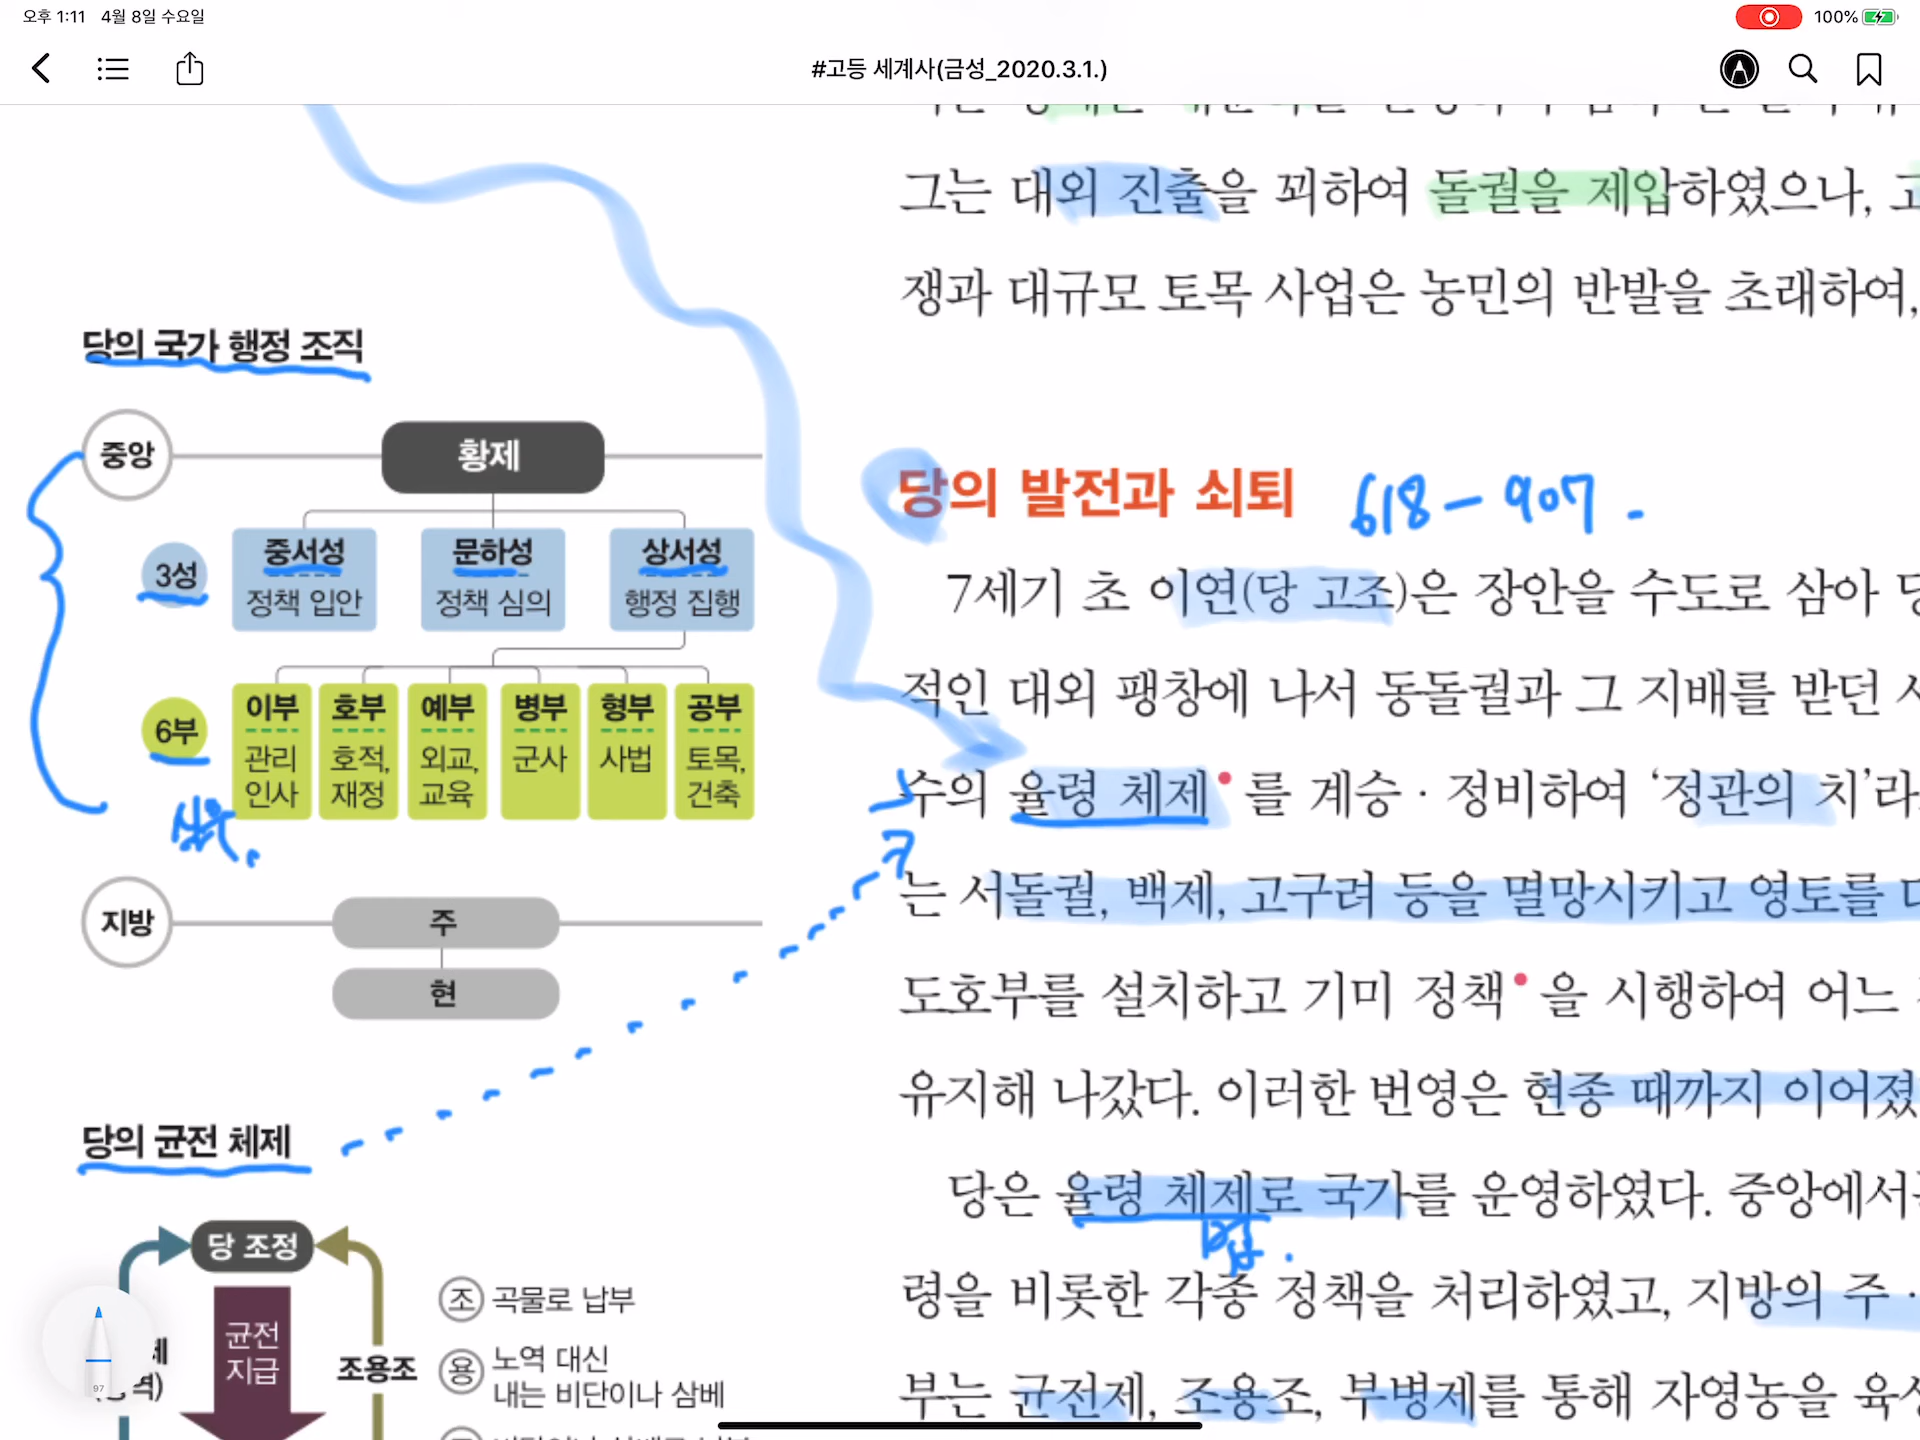 오후 1:11 4월 8일 수요일
100%
#고등 세계사(금성_2020.3.1.)
당의 국가 행정 조직
중앙
황제
3성
중서성 문하성 상서성
정책 입안 정책 심의 행정 집행
6부
이부 호부 예부 병부 형부 공부
관리 호적, 외교, 군사 사법 토목,
인사 재정 교육 건축
지방
주
현
당의 균전 체제
당 조정
균전
지급
조용조
조 곡물로 납부
용 노역 대신
내는 비단이나 삼베
97
그는 대외 진출을 꾀하여 돌궐을 제압하였으나,
쟁과 대규모 토목 사업은 농민의 반발을 초래하여,
당의 발전과 쇠퇴 618-907.
7세기 초 이연(당 고조)은 장안을 수도로 삼아
적인 대외 팽창에 나서 동돌궐과 그 지배를 받던
수의 율령 체제•를 계승·정비하여 ‘정관의 치’라
는 서돌궐, 백제, 고구려 등을 멸망시키고 영토를
도호부를 설치하고 기미 정책•을 시행하여 어느
유지해 나갔다. 이러한 번영은 현종 때까지 이어졌
당은 율령 체제로 국가를 운영하였다. 중앙에서
법.
령을 비롯한 각종 정책을 처리하였고, 지방의 주·
부는 균전제, 조용조, 부병제를 통해 자영농을 육성